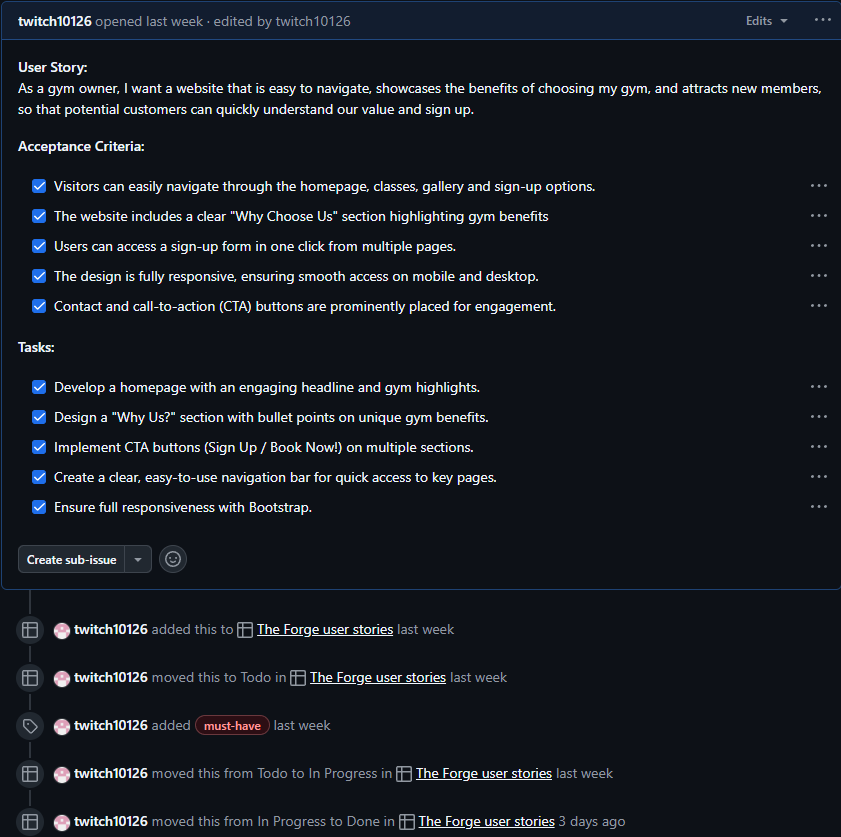 twitch10126 opened last week · edited by twitch10126
Edits
User Story:
As a gym owner, I want a website that is easy to navigate, showcases the benefits of choosing my gym, and attracts new members,
so that potential customers can quickly understand our value and sign up.
Acceptance Criteria:
Visitors can easily navigate through the homepage, classes, gallery and sign-up options.
The website includes a clear "Why Choose Us" section highlighting gym benefits
Users can access a sign-up form in one click from multiple pages.
The design is fully responsive, ensuring smooth access on mobile and desktop.
Contact and call-to-action (CTA) buttons are prominently placed for engagement.
Tasks:
Develop a homepage with an engaging headline and gym highlights.
Design a "Why Us?" section with bullet points on unique gym benefits.
Implement CTA buttons (Sign Up / Book Now!) on multiple sections.
Create a clear, easy-to-use navigation bar for quick access to key pages.
Ensure full responsiveness with Bootstrap.
Create sub-issue
twitch10126 added this to The Forge user stories last week
twitch10126 moved this to Todo in The Forge user stories last week
twitch10126 added must-have last week
twitch10126 moved this from Todo to In Progress in The Forge user stories last week
twitch10126 moved this from In Progress to Done in The Forge user stories 3 days ago